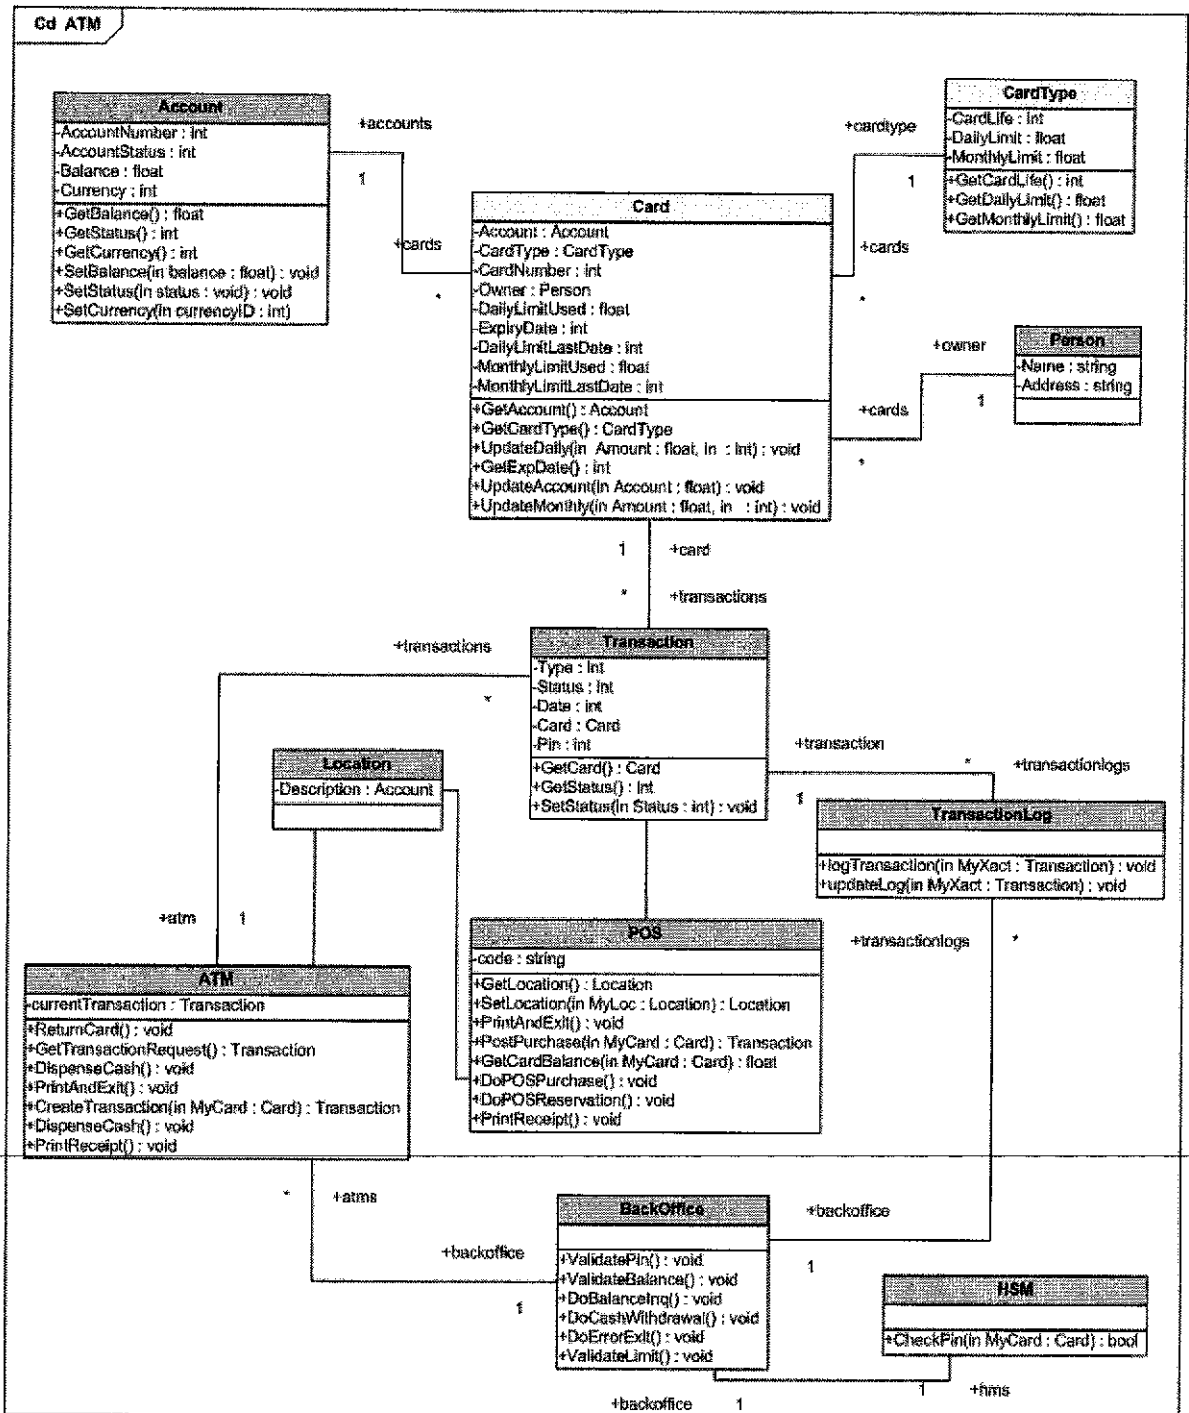 Cd ATM
Account
-AccountNumber : int
-AccountStatus : int
-Balance : float
-Currency : int
+GetBalance() : float
+GetStatus() : int
+GetCurrency() : int
+SetBalance(in balance : float) : void
+SetStatus(in status : void) : void
+SetCurrency(in currencyID : int)
+accounts
1
+cards
*
CardType
-CardLife : int
-DailyLimit : float
-MonthlyLimit : float
+GetCardLife() : int
+GetDailyLimit() : float
+GetMonthlyLimit() : float
+cardtype
1
+cards
*
Card
-Account : Account
-CardType : CardType
-CardNumber : int
-Owner : Person
-DailyLimitUsed : float
-ExpiryDate : int
-DailyLimitLastDate : int
-MonthlyLimitUsed : float
-MonthlyLimitLastDate : int
+GetAccount() : Account
+GetCardType() : CardType
+UpdateDaily(in Amount : float, in : int) : void
+GetExpDate() : int
+UpdateAccount(in Account : float) : void
+UpdateMonthly(in Amount : float, in : int) : void
Person
-Name : string
-Address : string
+owner
1
+cards
*
1 +card
* +transactions
+transactions
*
Transaction
-Type : int
-Status : int
-Date : int
-Card : Card
-Pin : int
+GetCard() : Card
+GetStatus() : int
+SetStatus(in Status : int) : void
+transaction
1
* +transactionlogs
Location
-Description : Account
TransactionLog
+logTransaction(in MyXact : Transaction) : void
+updateLog(in MyXact : Transaction) : void
+transactionlogs *
+atm 1
ATM
-currentTransaction : Transaction
+ReturnCard() : void
+GetTransactionRequest() : Transaction
+DispenseCash() : void
+PrintAndExit() : void
+CreateTransaction(in MyCard : Card) : Transaction
+DispenseCash() : void
+PrintReceipt() : void
POS
-code : string
+GetLocation() : Location
+SetLocation(in MyLoc : Location) : Location
+PrintAndExit() : void
+PostPurchase(in MyCard : Card) : Transaction
+GetCardBalance(in MyCard : Card) : float
+DoPOSPurchase() : void
+DoPOSReservation() : void
+PrintReceipt() : void
* +atms
+backoffice
1
BackOffice
+ValidatePin() : void
+ValidateBalance() : void
+DoBalanceInq() : void
+DoCashWithdrawal() : void
+DoErrorExit() : void
+ValidateLimit() : void
+backoffice
1
HSM
+CheckPin(in MyCard : Card) : bool
1 +hms
+backoffice 1